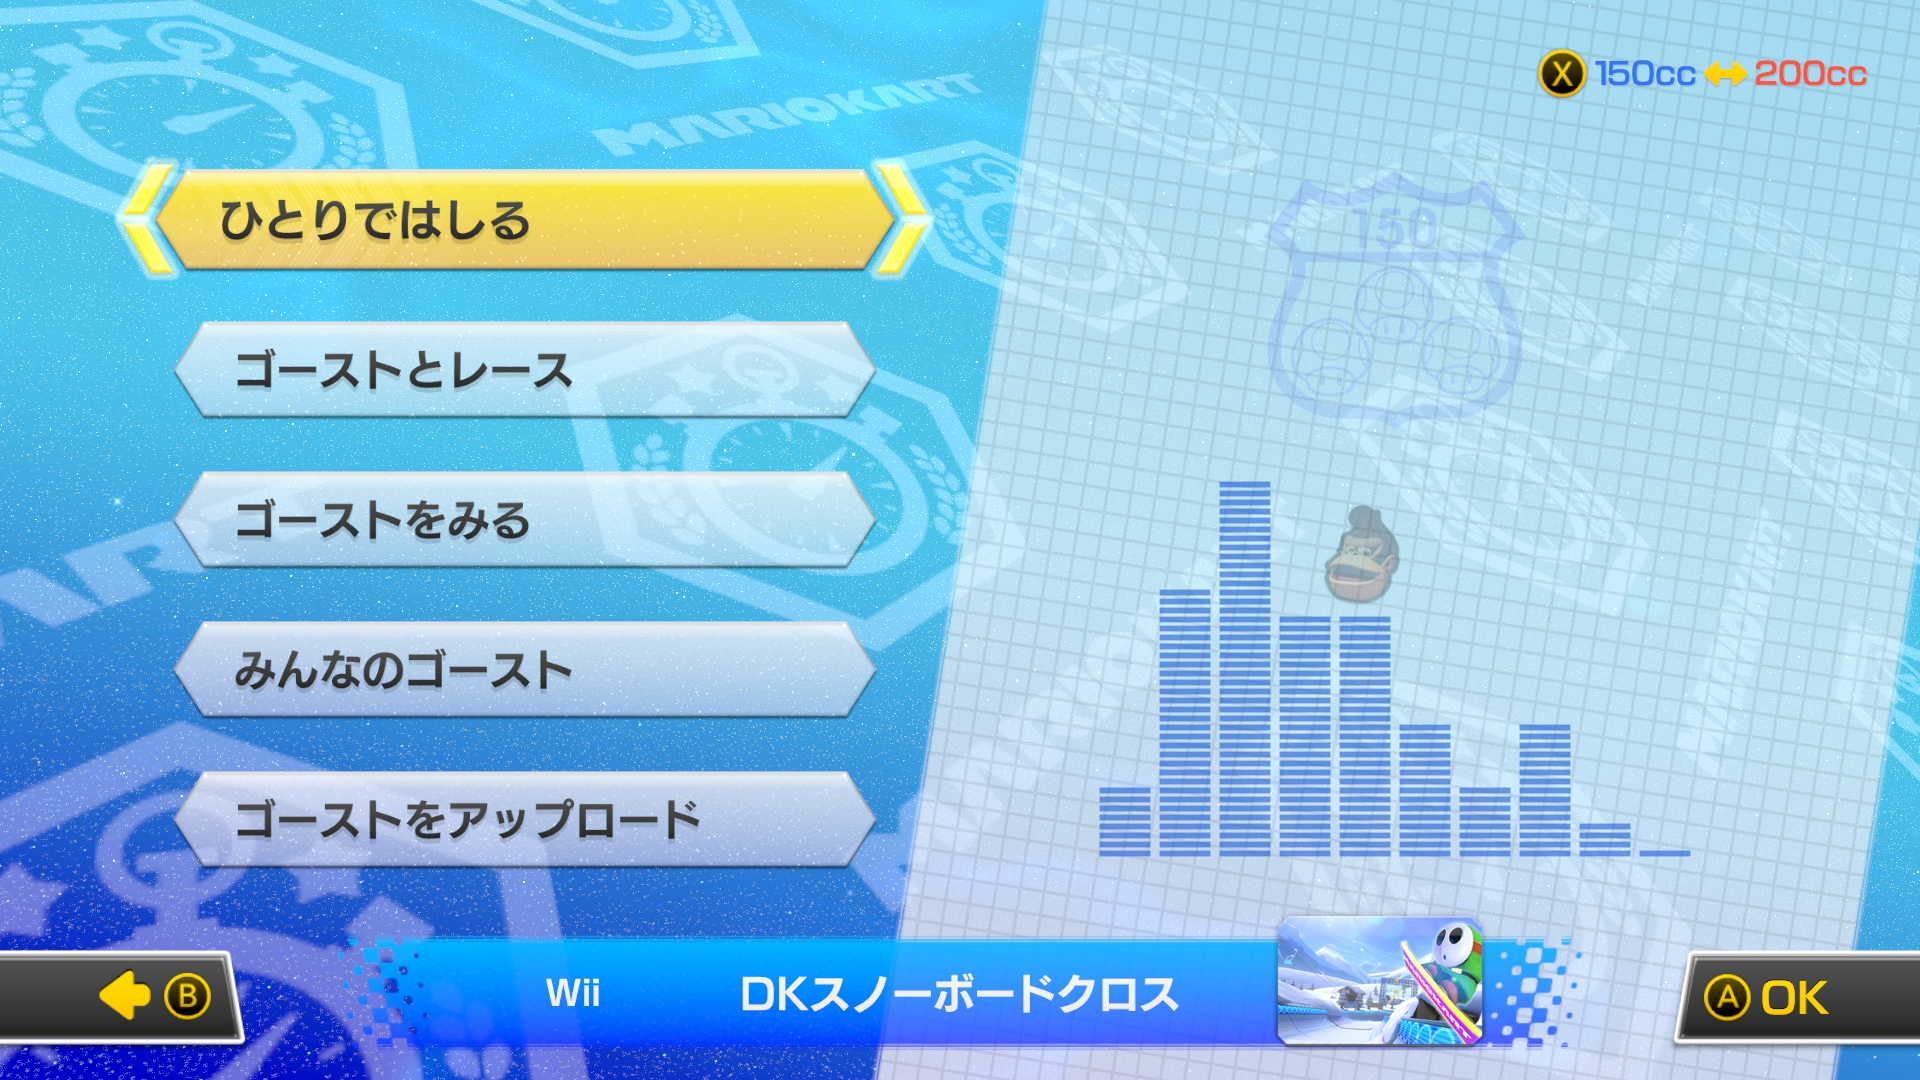 X 150cc 200cc
MARIOKART
ひとりではしる
150
ゴーストとレース
ゴーストをみる
みんなのゴースト
ゴーストをアップロード
B
Wii DKスノーボードクロス
A OK